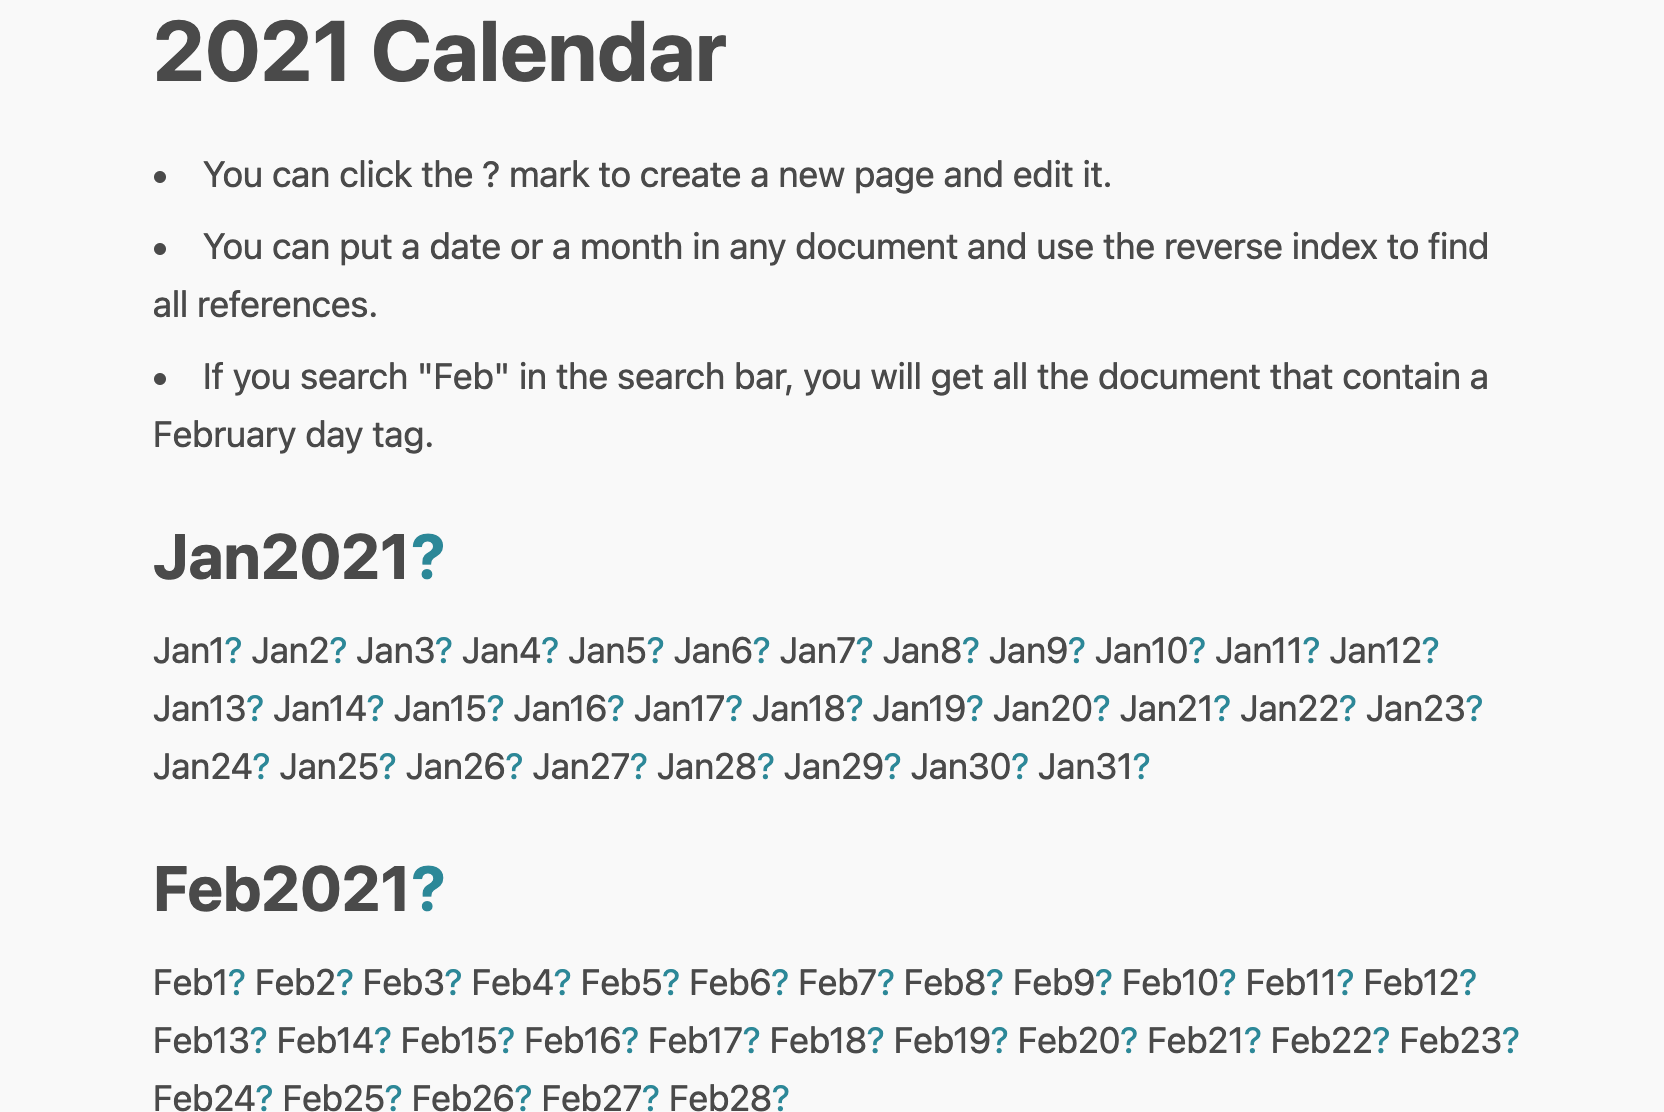 2021 Calendar
• You can click the ? mark to create a new page and edit it.
• You can put a date or a month in any document and use the reverse index to find
all references.
• If you search "Feb" in the search bar, you will get all the document that contain a
February day tag.
Jan2021?
Jan1? Jan2? Jan3? Jan4? Jan5? Jan6? Jan7? Jan8? Jan9? Jan10? Jan11? Jan12?
Jan13? Jan14? Jan15? Jan16? Jan17? Jan18? Jan19? Jan20? Jan21? Jan22? Jan23?
Jan24? Jan25? Jan26? Jan27? Jan28? Jan29? Jan30? Jan31?
Feb2021?
Feb1? Feb2? Feb3? Feb4? Feb5? Feb6? Feb7? Feb8? Feb9? Feb10? Feb11? Feb12?
Feb13? Feb14? Feb15? Feb16? Feb17? Feb18? Feb19? Feb20? Feb21? Feb22? Feb23?
Feb24? Feb25? Feb26? Feb27? Feb28?